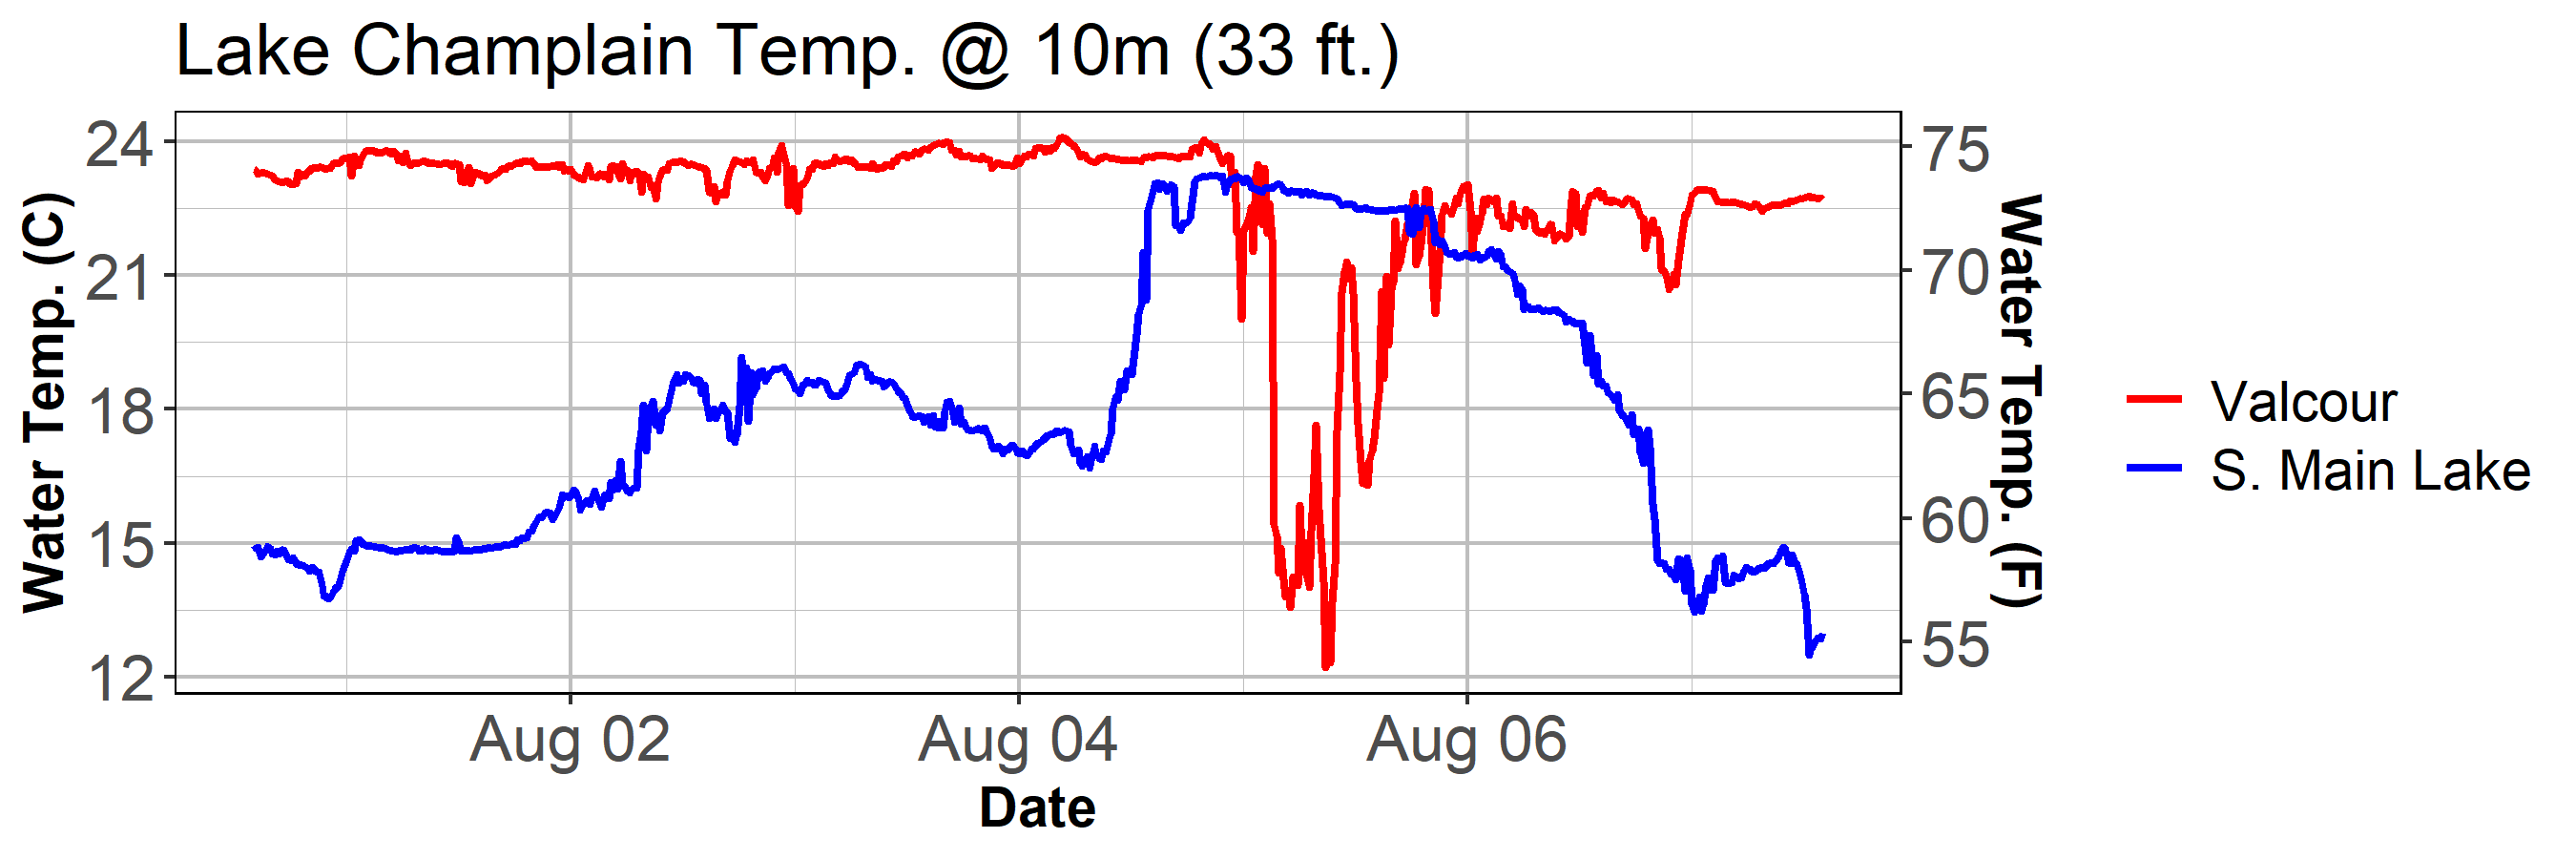 Lake Champlain Temp. @ 10m (33 ft.)
Water Temp. (C)
24
21
18
15
12
75
70
65
60
55
Water Temp. (F)
Aug 02 Aug 04 Aug 06
Date
Valcour
S. Main Lake